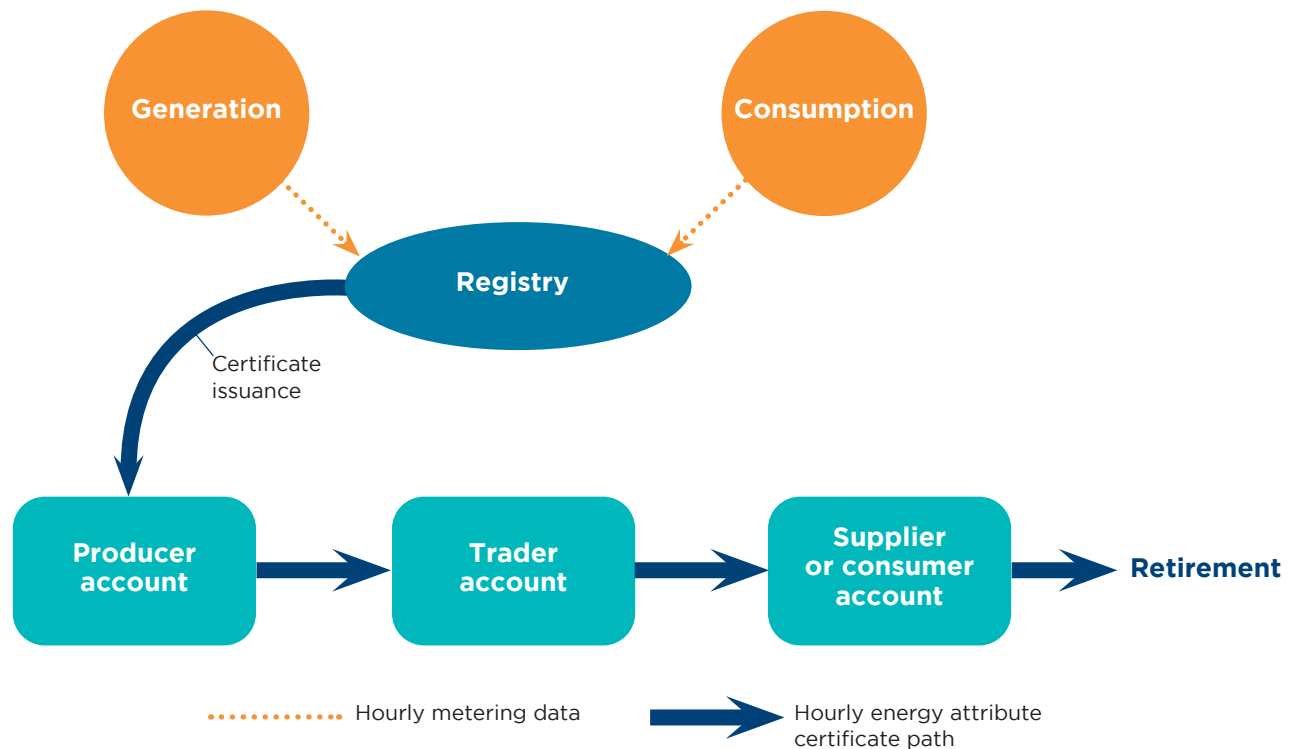 Generation
Consumption
Registry
Certificate
issuance
Producer
account
Trader
account
Supplier
or consumer
account
Retirement
Hourly metering data
Hourly energy attribute
certificate path